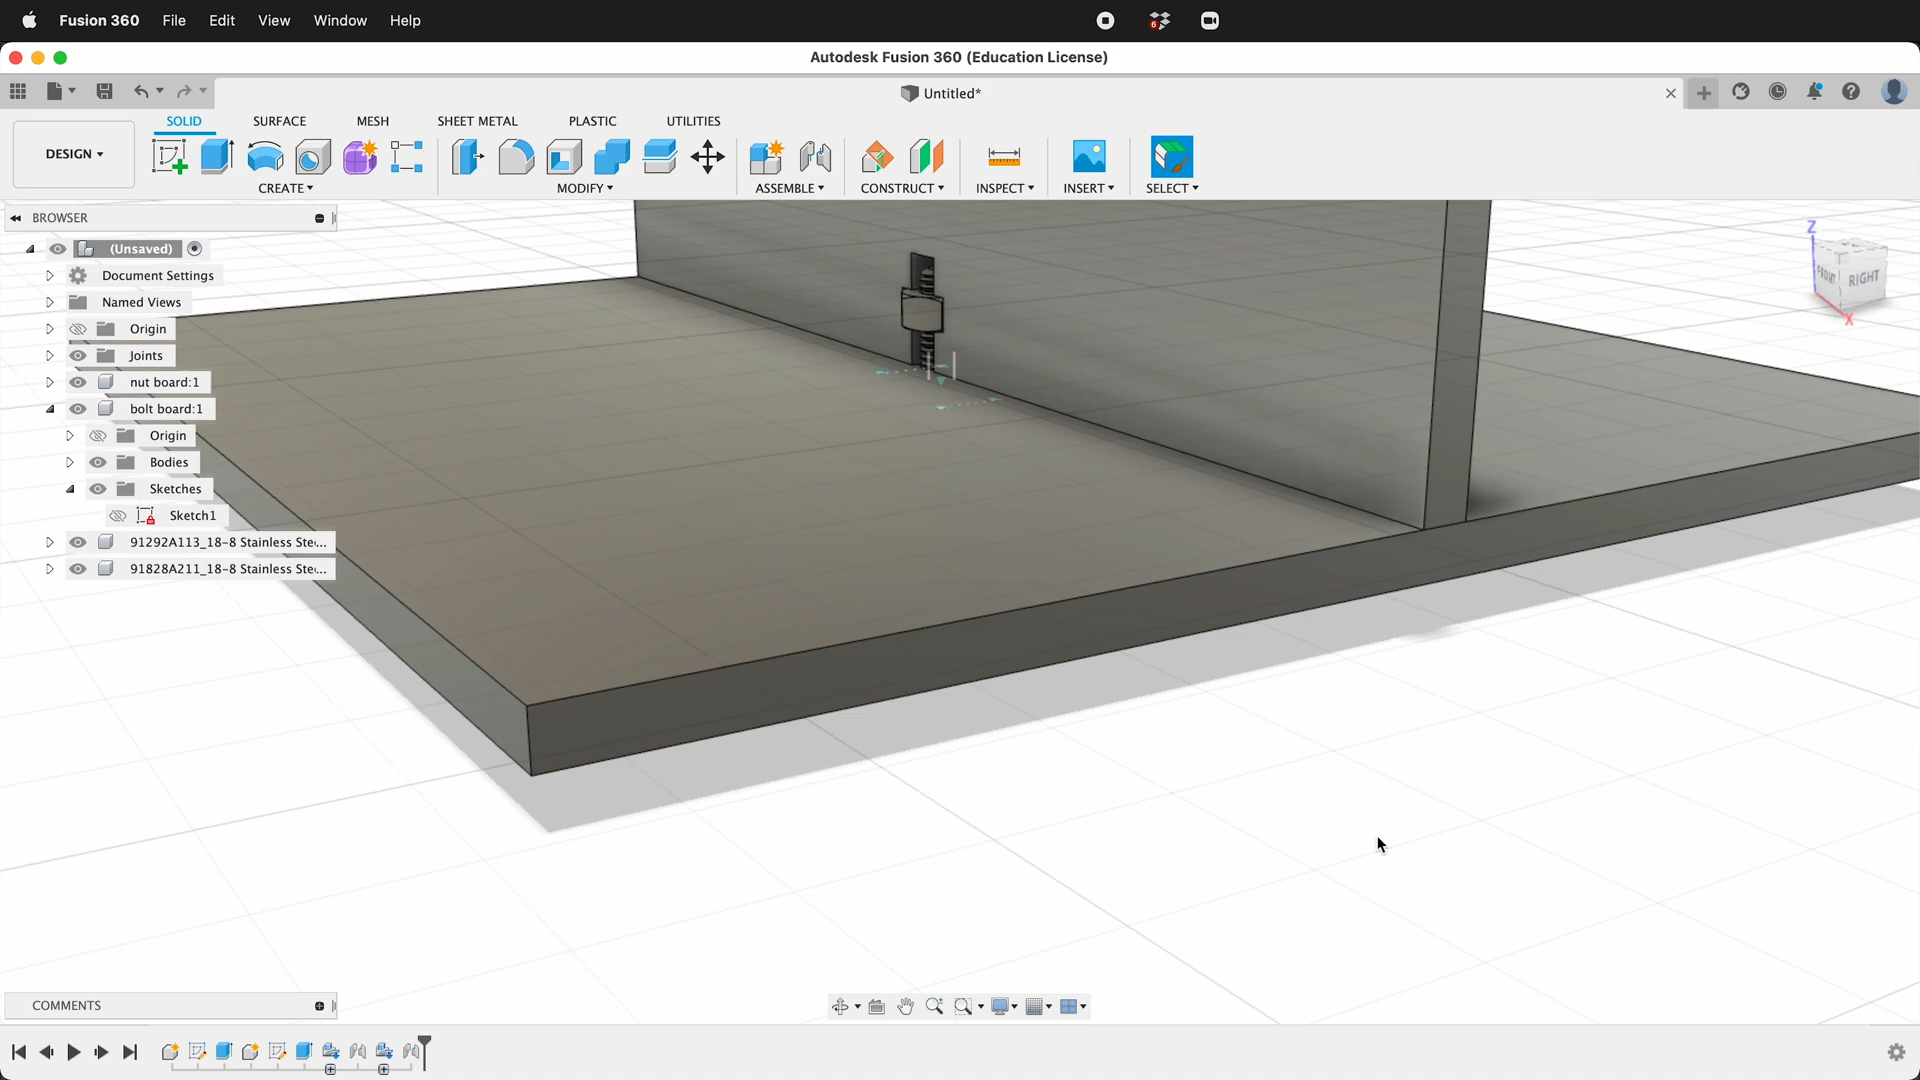 Fusion 360 File Edit View Window Help
6
Autodesk Fusion 360 (Education License)
Untitled*
SOLID SURFACE MESH SHEET METAL PLASTIC UTILITIES
DESIGN
CREATE MODIFY ASSEMBLE CONSTRUCT INSPECT INSERT SELECT
BROWSER
(Unsaved)
Document Settings
Named Views
Origin
Joints
nut board:1
bolt board:1
Origin
Bodies
Sketches
Sketch1
91292A113_18-8 Stainless Ste...
91828A211_18-8 Stainless Ste...
Z
FRONT RIGHT
X
COMMENTS